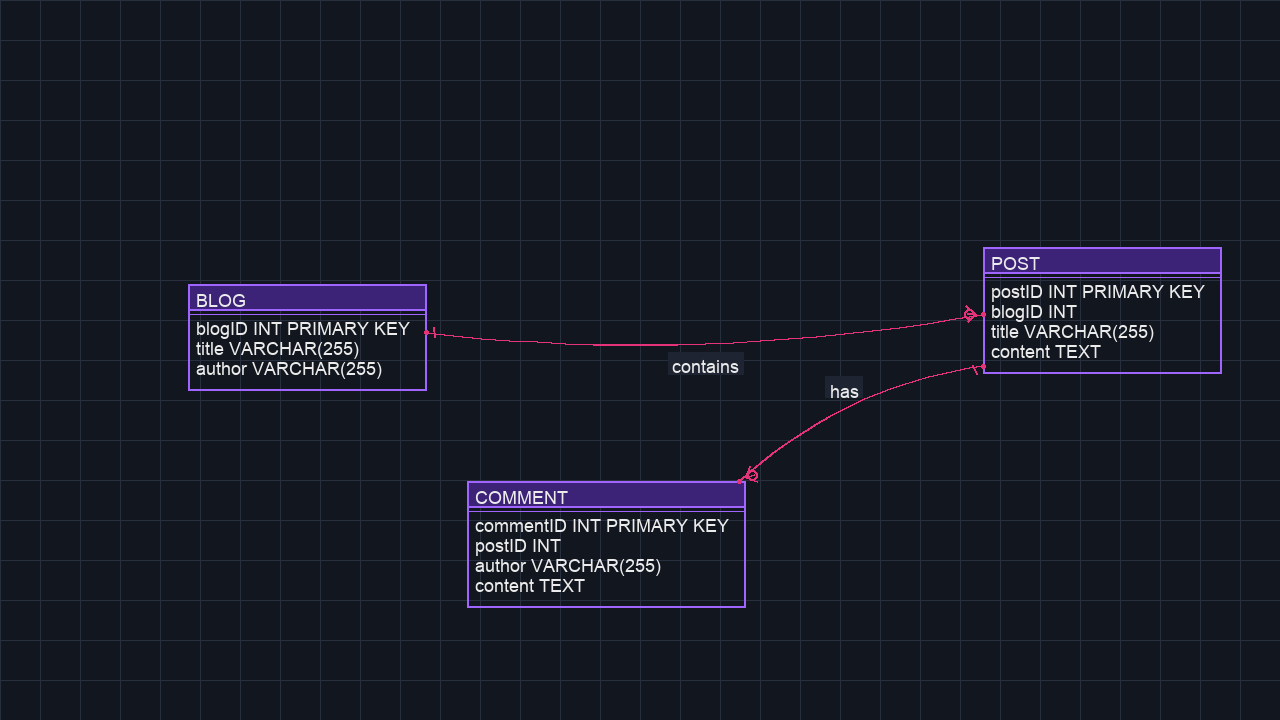 BLOG
blogID INT PRIMARY KEY
title VARCHAR(255)
author VARCHAR(255)
contains
POST
postID INT PRIMARY KEY
blogID INT
title VARCHAR(255)
content TEXT
has
COMMENT
commentID INT PRIMARY KEY
postID INT
author VARCHAR(255)
content TEXT